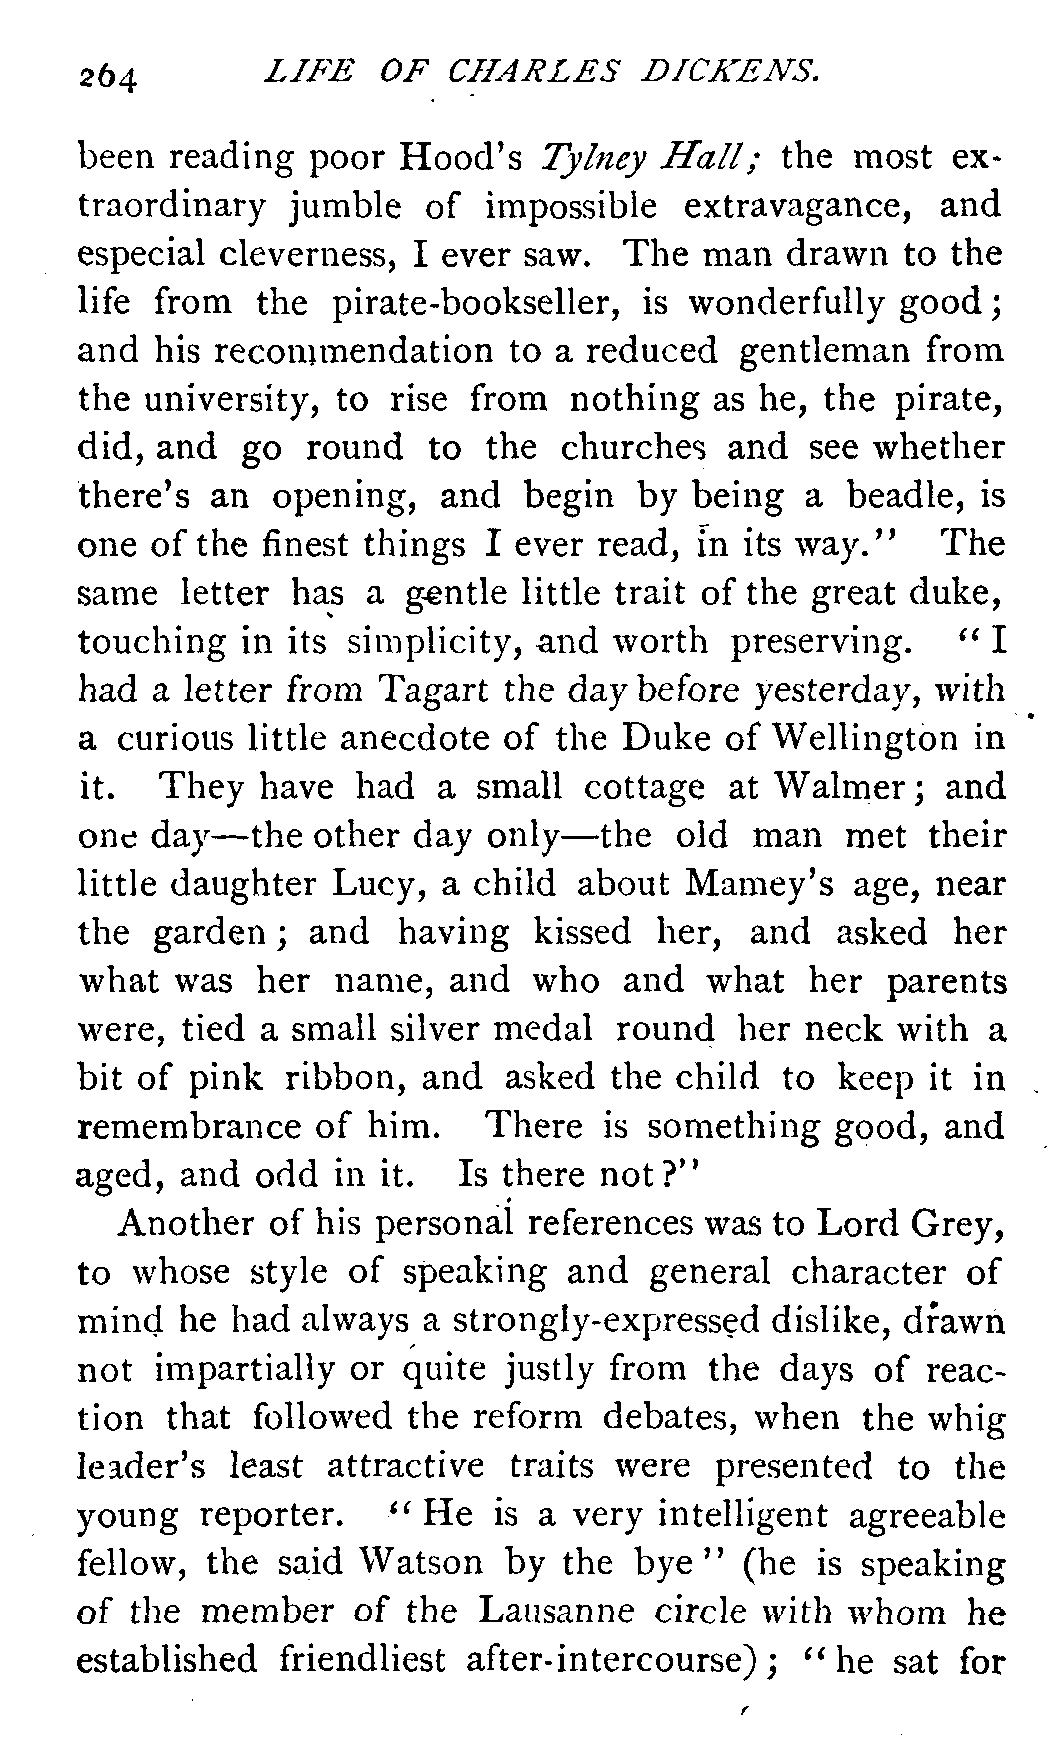 264 LIFE OF CHARLES DICKENS.
been reading poor Hood's Tylney Hall; the most ex-
traordinary jumble of impossible extravagance, and
especial cleverness, I ever saw. The man drawn to the
life from the pirate-bookseller, is wonderfully good;
and his recommendation to a reduced gentleman from
the university, to rise from nothing as he, the pirate,
did, and go round to the churches and see whether
there's an opening, and begin by being a beadle, is
one of the finest things I ever read, in its way." The
same letter has a gentle little trait of the great duke,
touching in its simplicity, and worth preserving. "I
had a letter from Tagart the day before yesterday, with
a curious little anecdote of the Duke of Wellington in
it. They have had a small cottage at Walmer; and
one day—the other day only—the old man met their
little daughter Lucy, a child about Mamey's age, near
the garden; and having kissed her, and asked her
what was her name, and who and what her parents
were, tied a small silver medal round her neck with a
bit of pink ribbon, and asked the child to keep it in
remembrance of him. There is something good, and
aged, and odd in it. Is there not?"
Another of his personal references was to Lord Grey,
to whose style of speaking and general character of
mind he had always a strongly-expressed dislike, drawn
not impartially or quite justly from the days of reac-
tion that followed the reform debates, when the whig
leader's least attractive traits were presented to the
young reporter. "He is a very intelligent agreeable
fellow, the said Watson by the bye" (he is speaking
of the member of the Lausanne circle with whom he
established friendliest after-intercourse); "he sat for